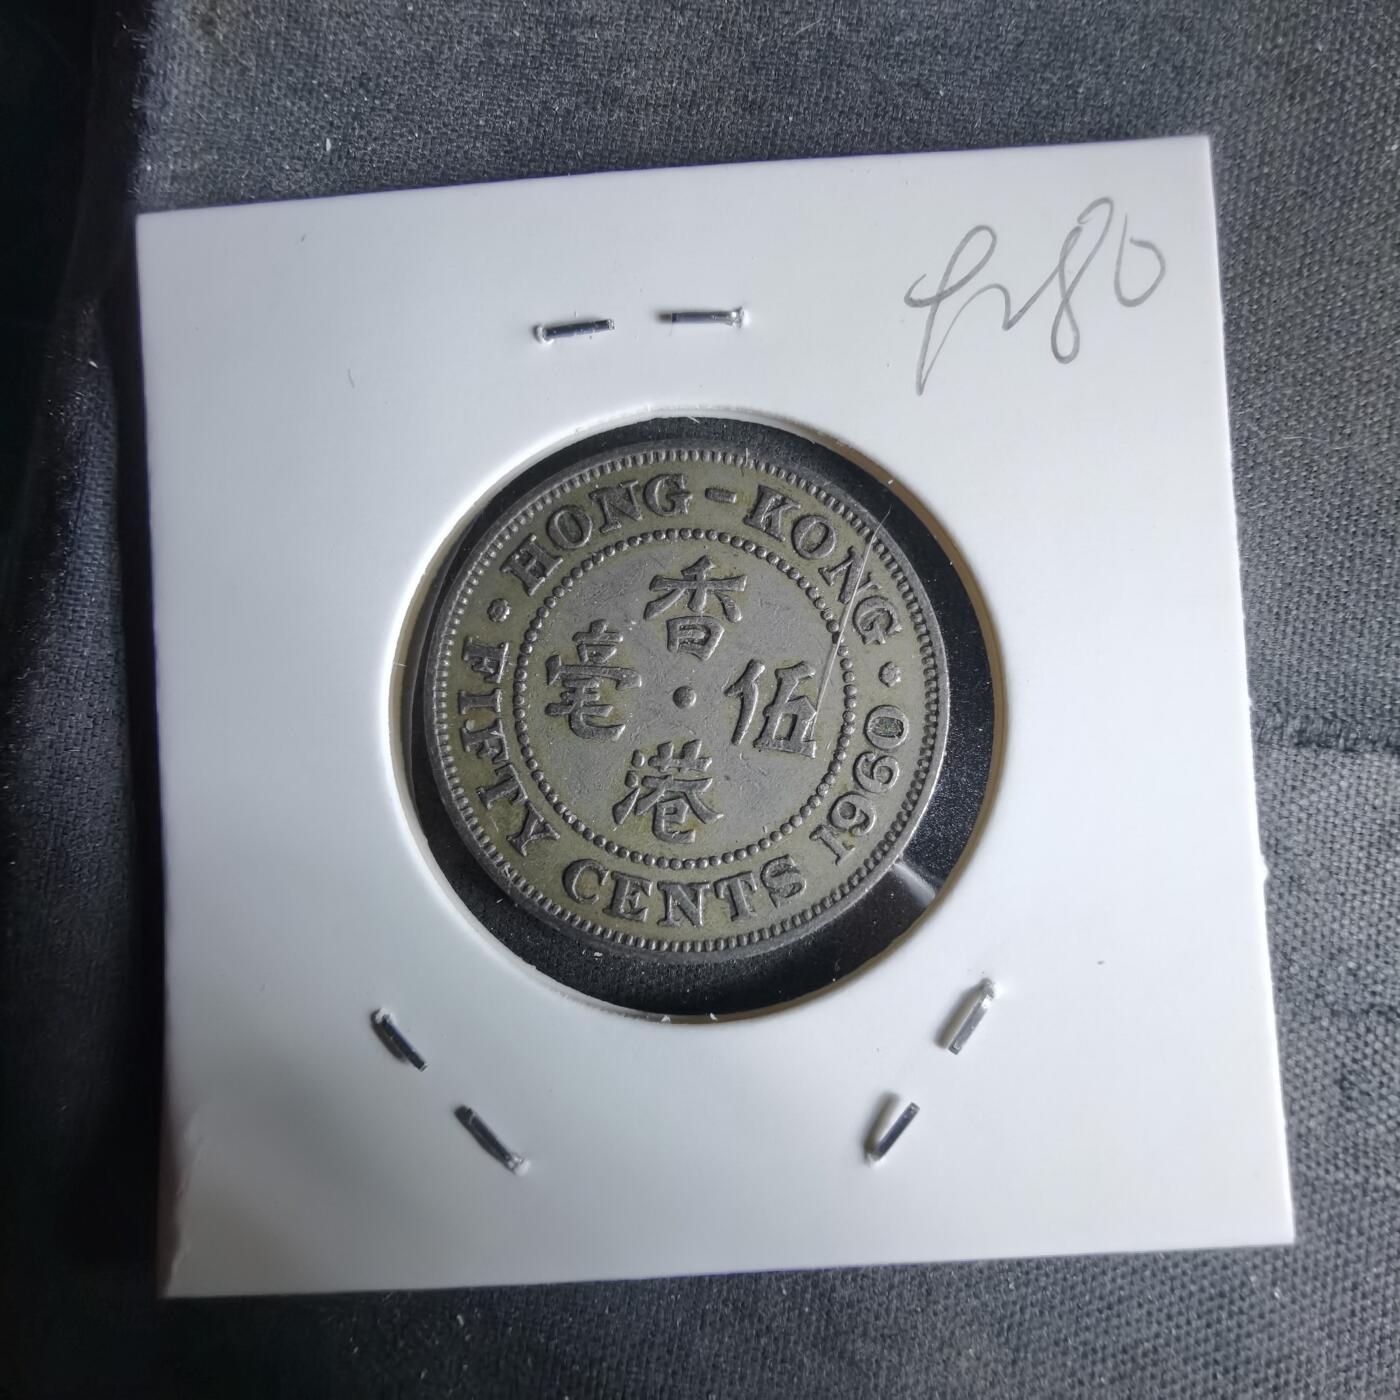 HONG-KONG
香
港
伍
毫
FIFTY CENTS 1960